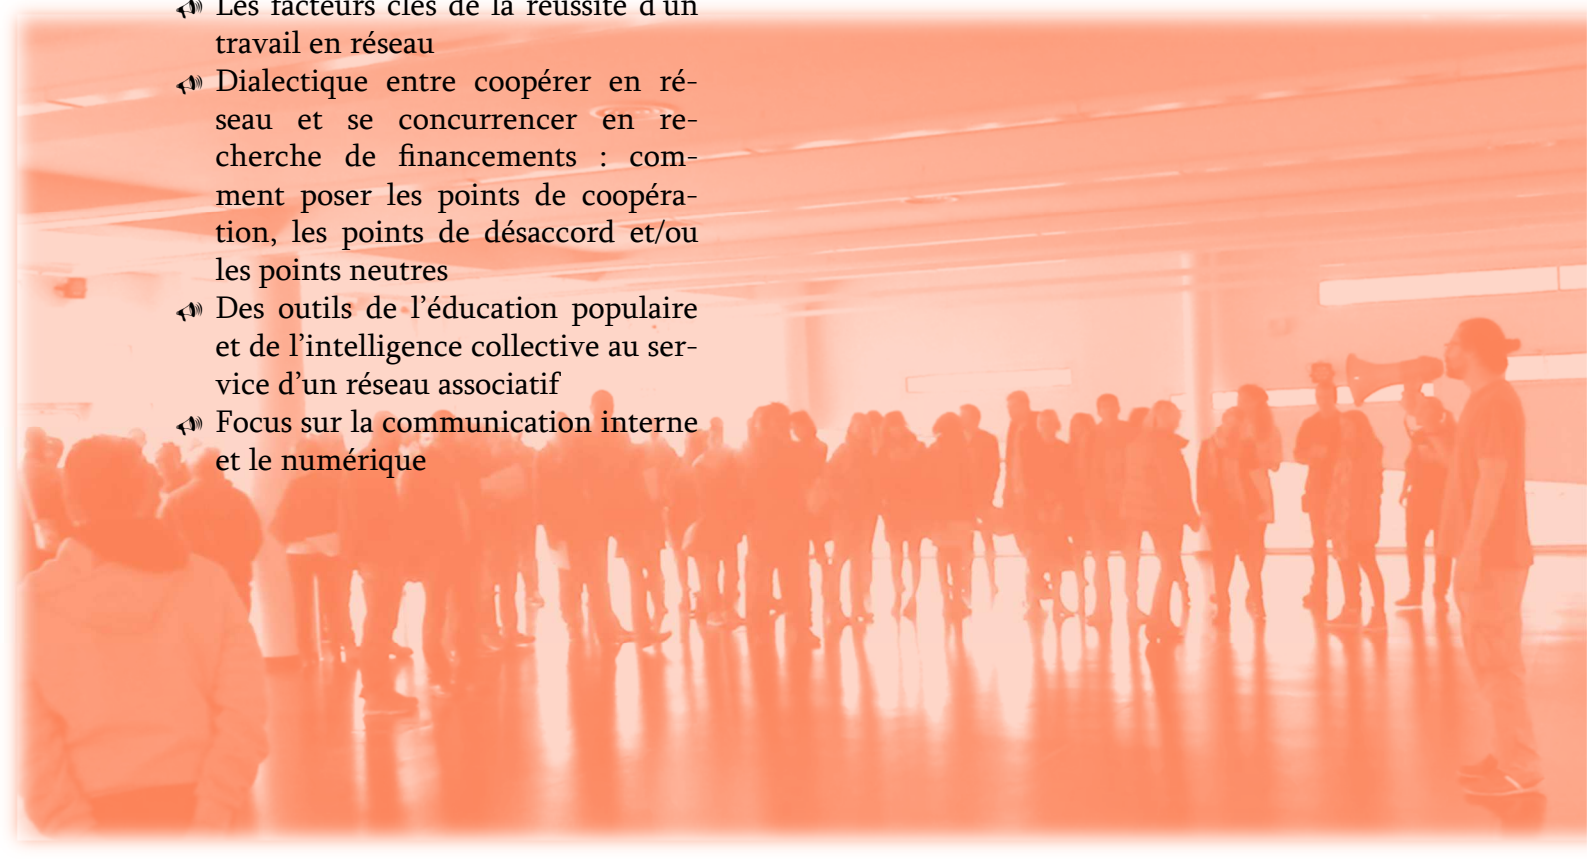 Les facteurs clés de la réussite d'un
travail en réseau
Dialectique entre coopérer en ré-
seau et se concurrencer en re-
cherche de financements : com-
ment poser les points de coopéra-
tion, les points de désaccord et/ou
les points neutres
Des outils de l'éducation populaire
et de l'intelligence collective au ser-
vice d'un réseau associatif
Focus sur la communication interne
et le numérique